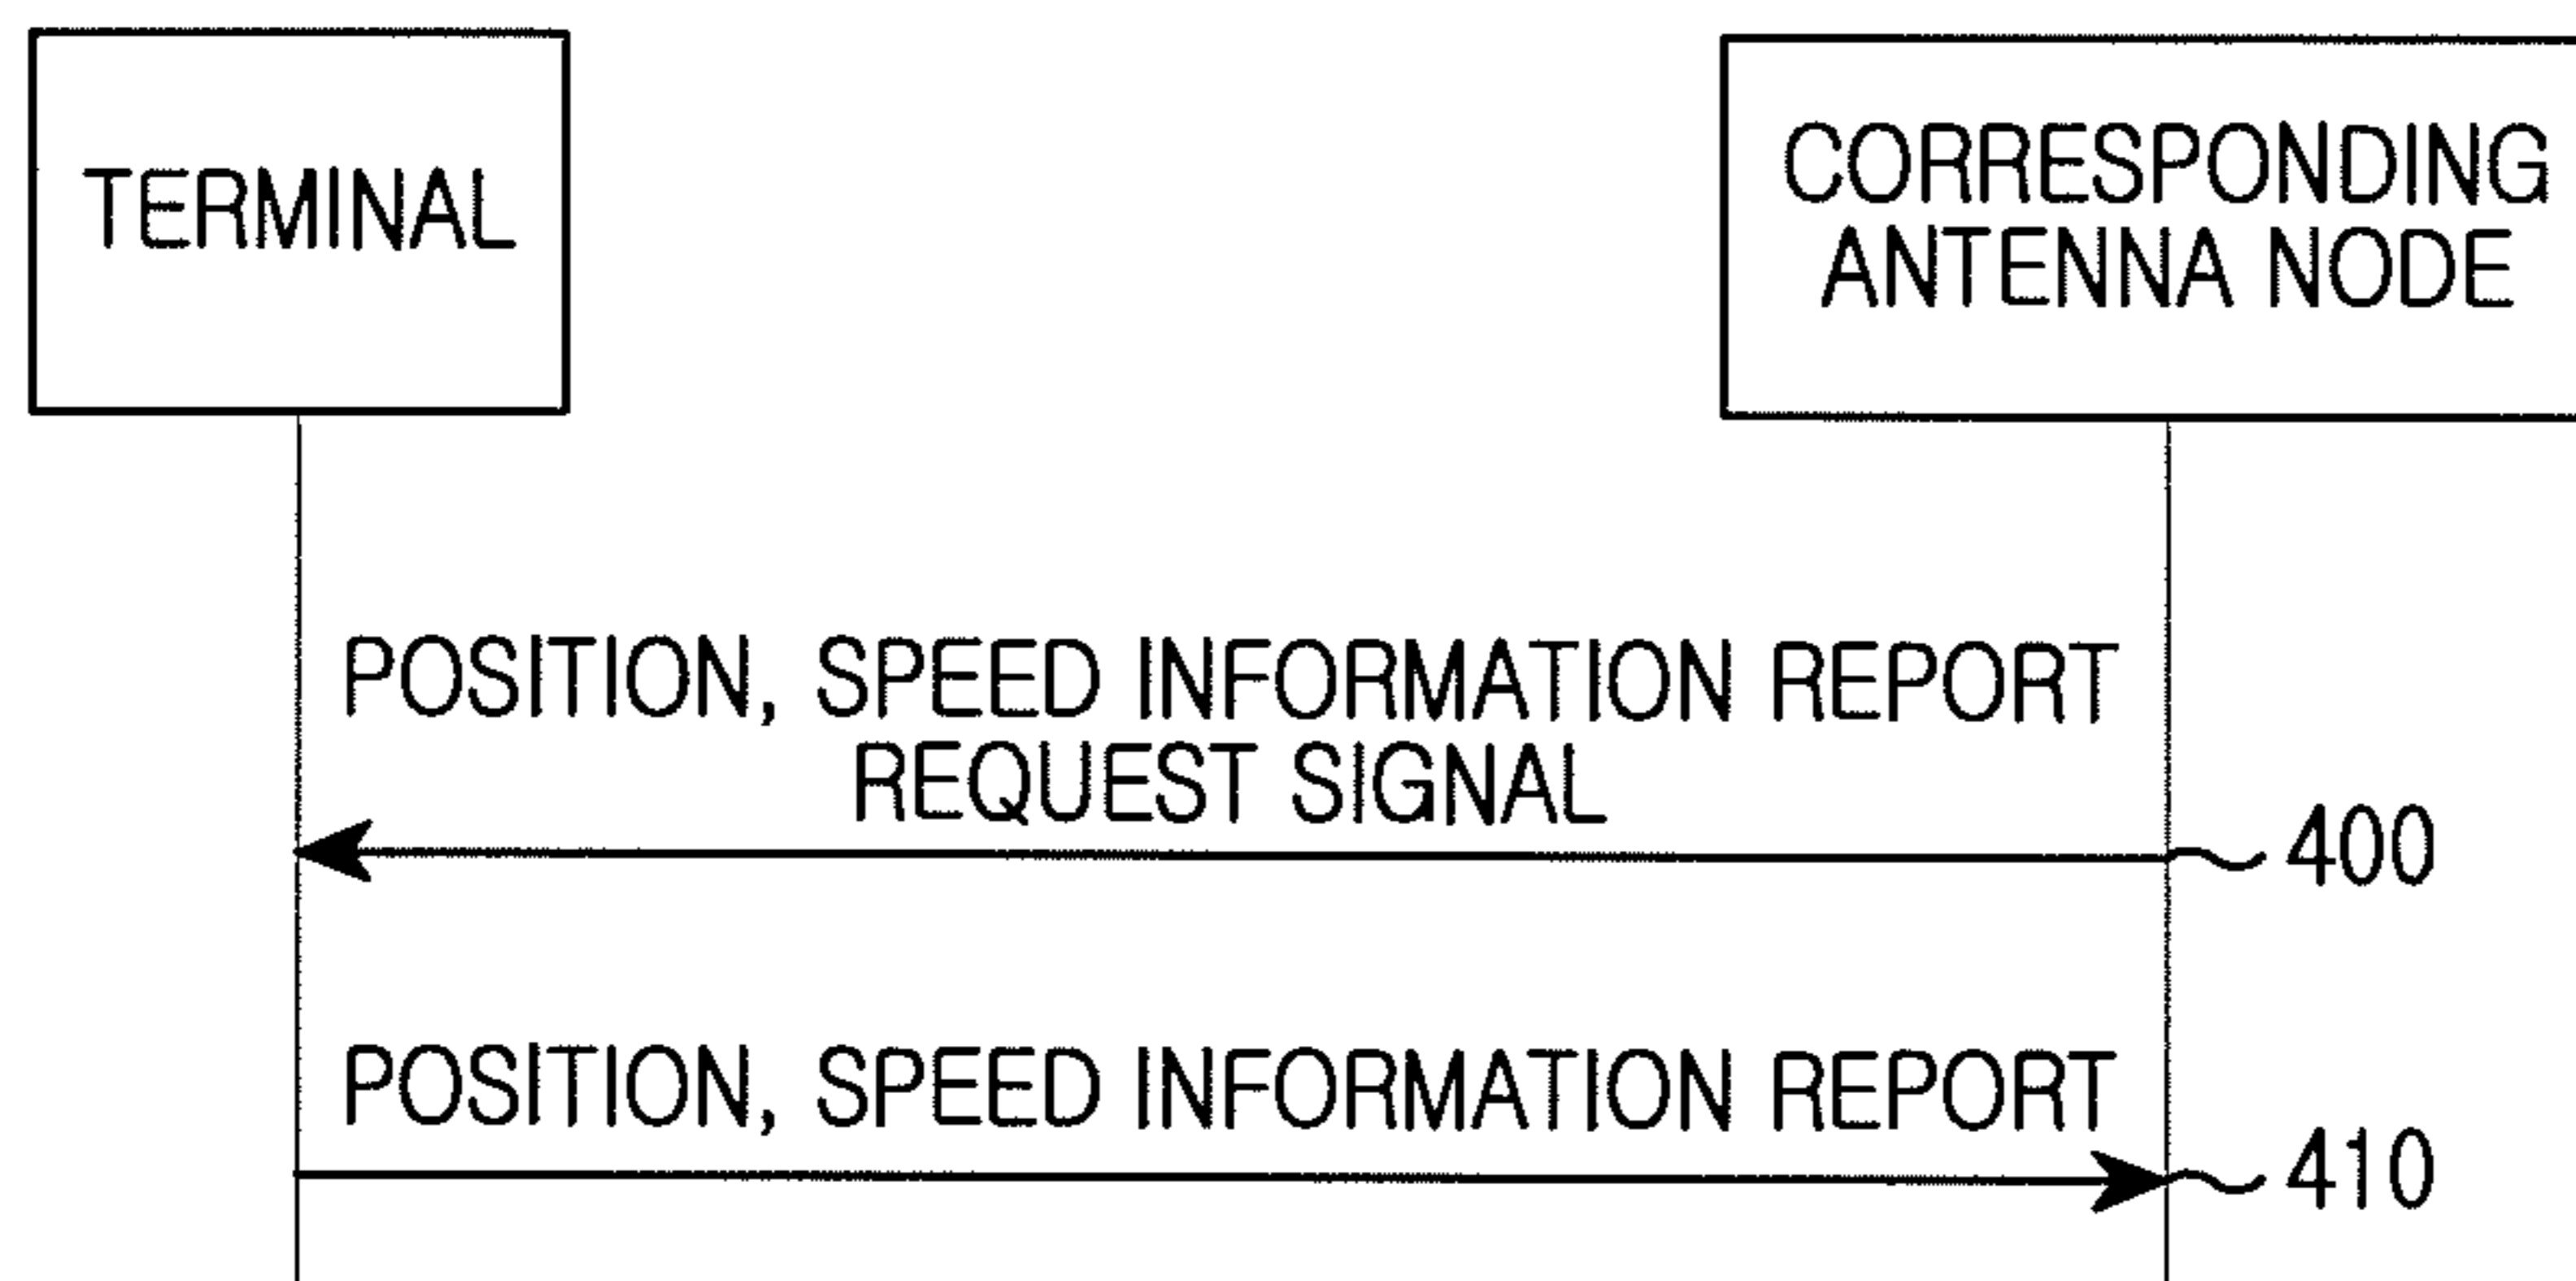 TERMINAL
CORRESPONDING
ANTENNA NODE
POSITION, SPEED INFORMATION REPORT
REQUEST SIGNAL
400
POSITION, SPEED INFORMATION REPORT
410